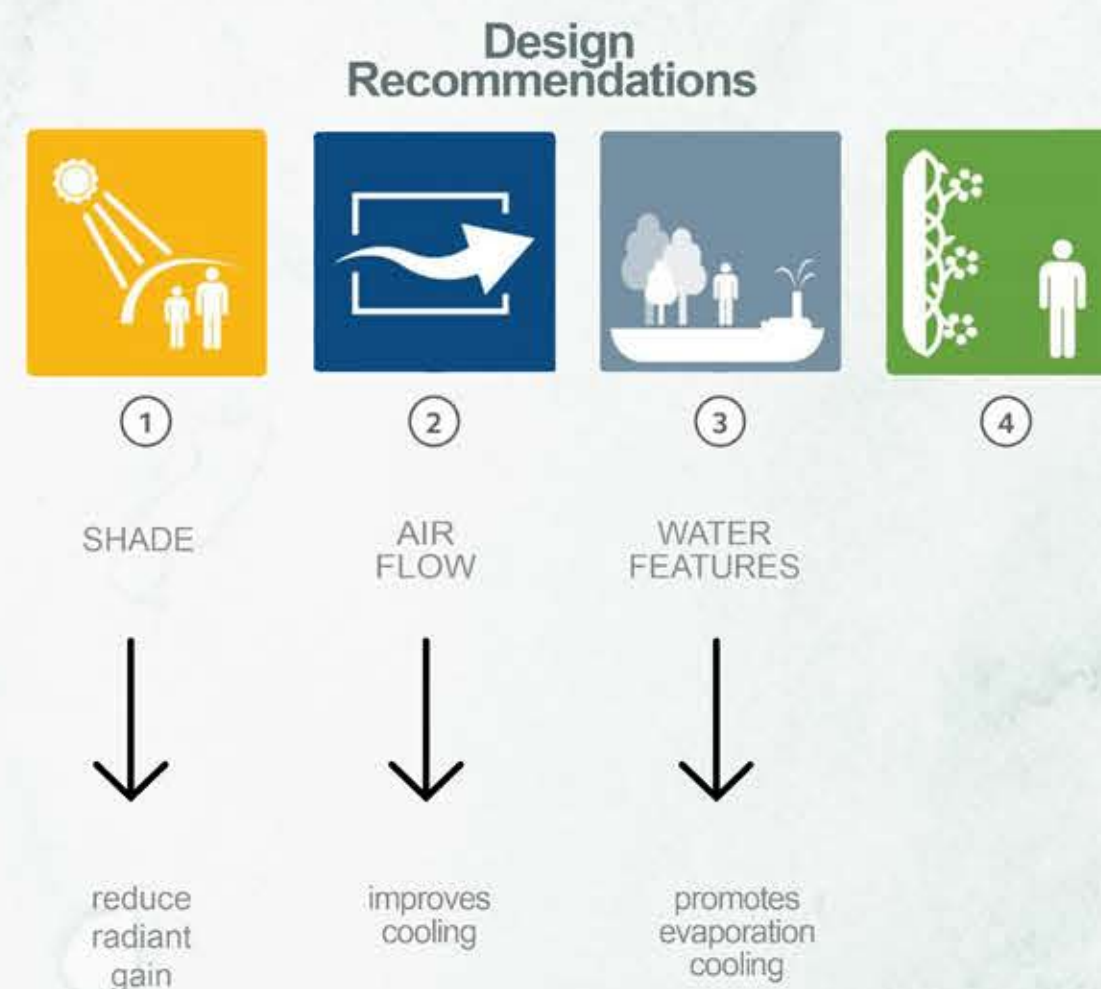 Design
Recommendations
1
2
3
4
SHADE
AIR
FLOW
WATER
FEATURES
reduce
radiant
gain
improves
cooling
promotes
evaporation
cooling